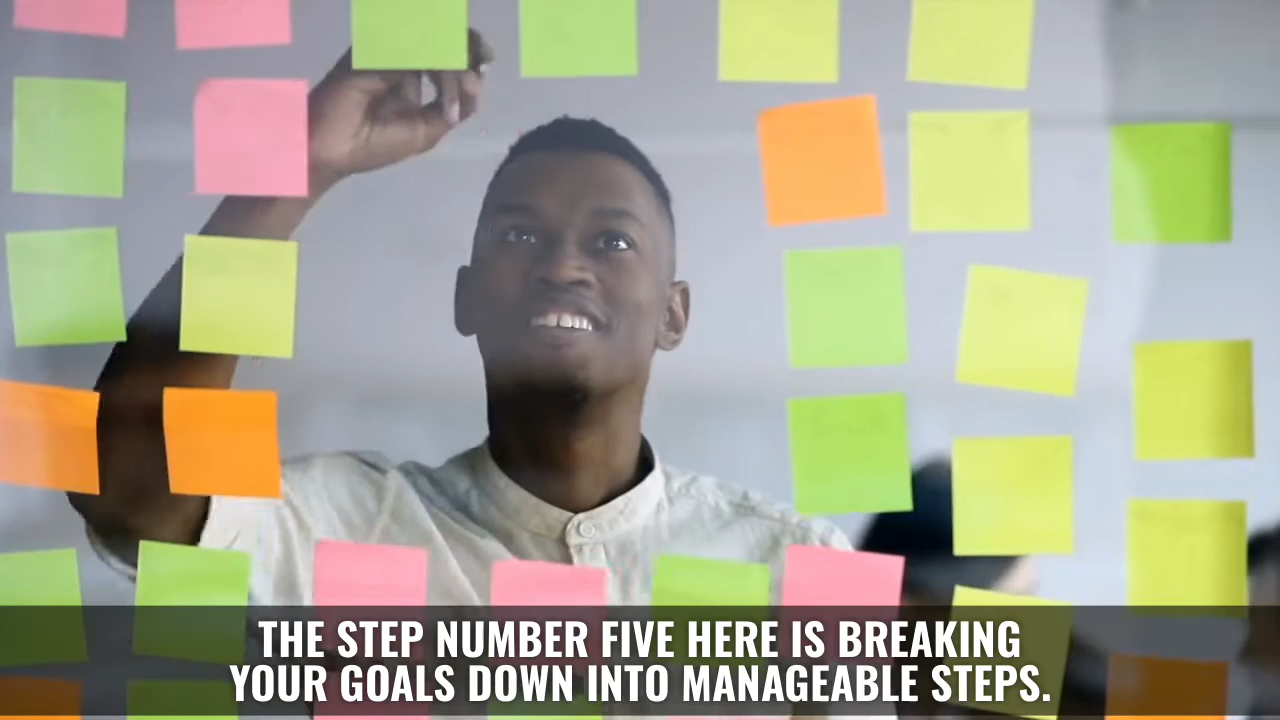 THE STEP NUMBER FIVE HERE IS BREAKING
YOUR GOALS DOWN INTO MANAGEABLE STEPS.